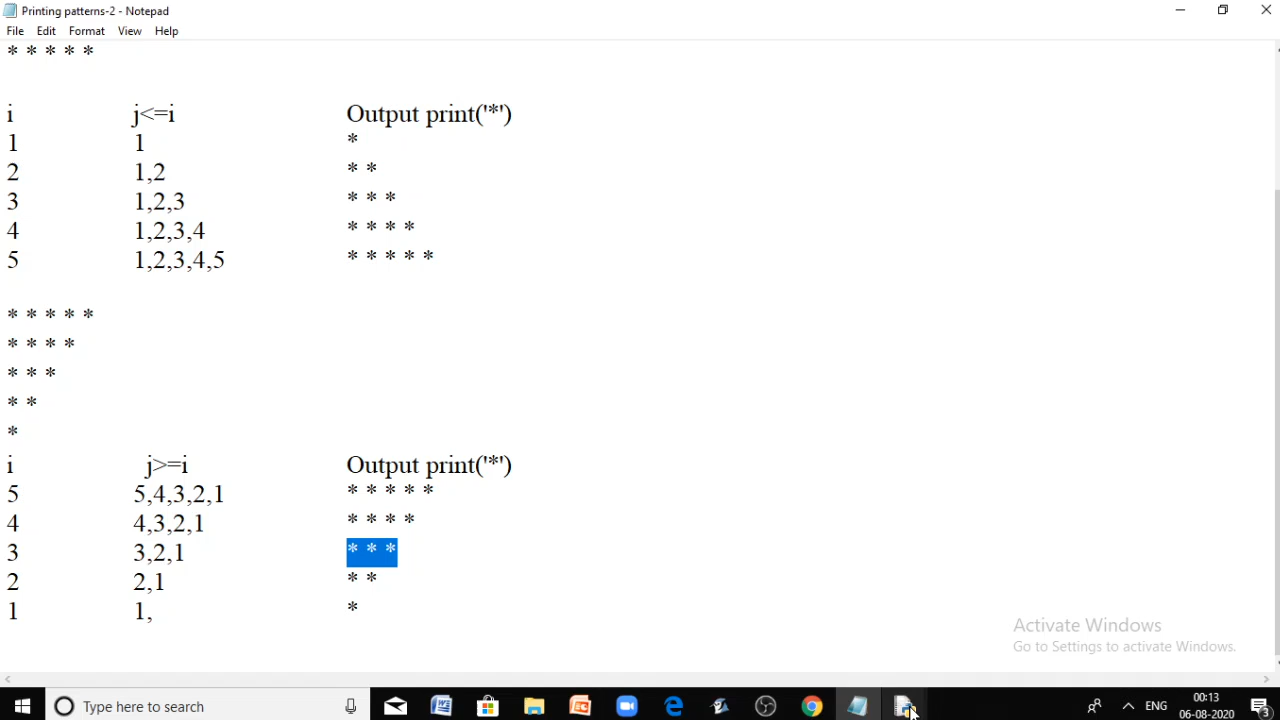 Printing patterns-2 - Notepad
File Edit Format View Help
* * * * *
i j<=i Output print('*')
1 1 *
2 1,2 * *
3 1,2,3 * * *
4 1,2,3,4 * * * *
5 1,2,3,4,5 * * * * *
* * * * *
* * * *
* * *
* *
*
i j>=i Output print('*')
5 5,4,3,2,1 * * * * *
4 4,3,2,1 * * * *
3 3,2,1 * * *
2 2,1 * *
1 1, *
Activate Windows
Go to Settings to activate Windows.
Type here to search
ENG
00:13
06-08-2020
3